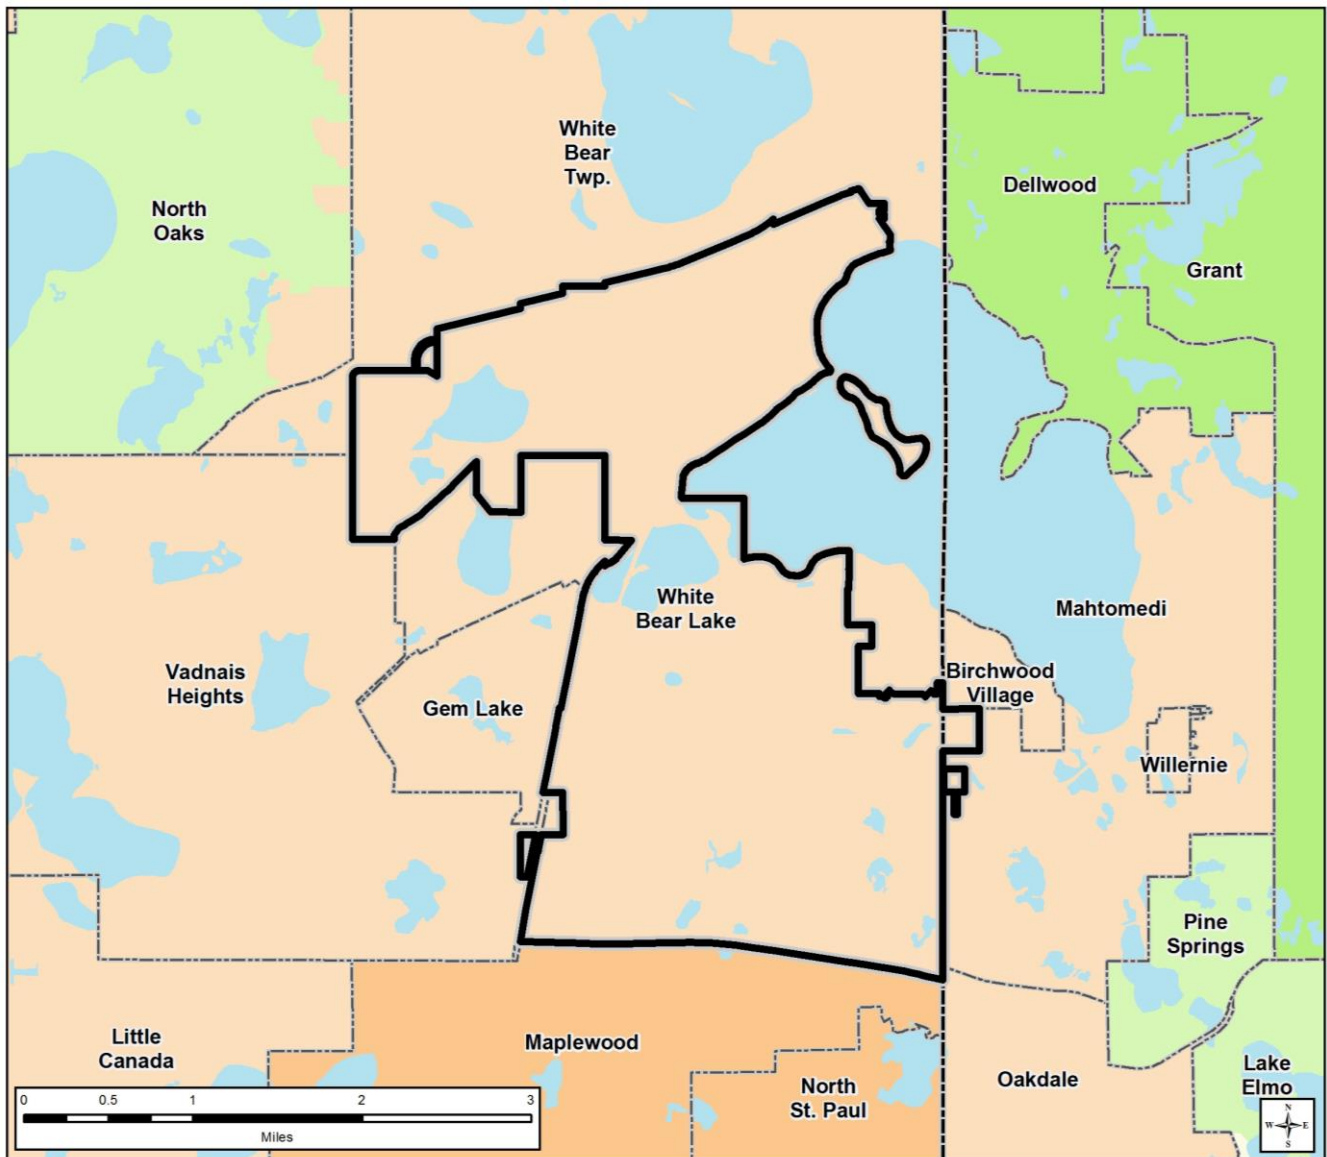 White
Bear
Twp.
Dellwood
North
Oaks
Grant
White
Bear Lake
Mahtomedi
Vadnais
Heights
Birchwood
Village
Gem Lake
Willernie
Pine
Springs
Little
Canada
Maplewood
North
St. Paul
Oakdale
Lake
Elmo
0 0.5 1 2 3
Miles
N
W E
S